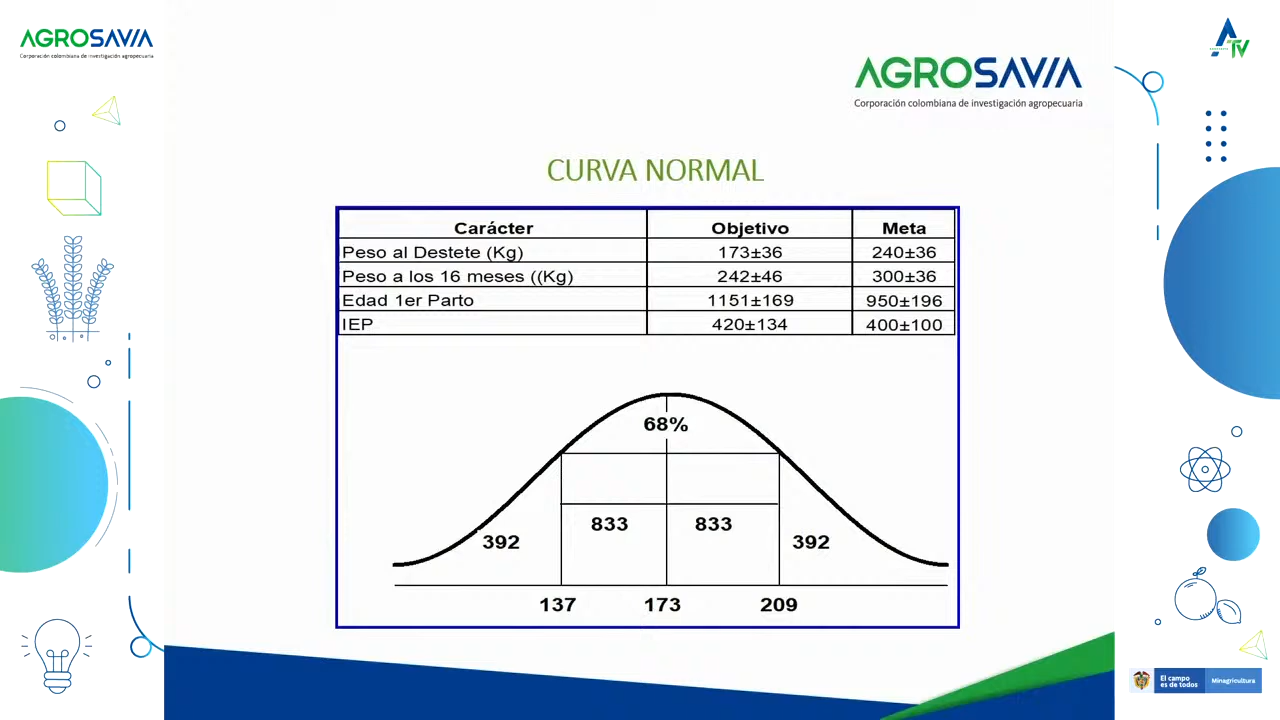 AGROSAVIA
Corporación colombiana de investigación agropecuaria
ATV
AGROSAVIA
Corporación colombiana de investigación agropecuaria
CURVA NORMAL
Carácter Objetivo Meta
Peso al Destete (Kg) 173±36 240±36
Peso a los 16 meses ((Kg) 242±46 300±36
Edad 1er Parto 1151±169 950±196
IEP 420±134 400±100
68%
833 833
392 392
137 173 209
El campo
es de todos
Minagricultura